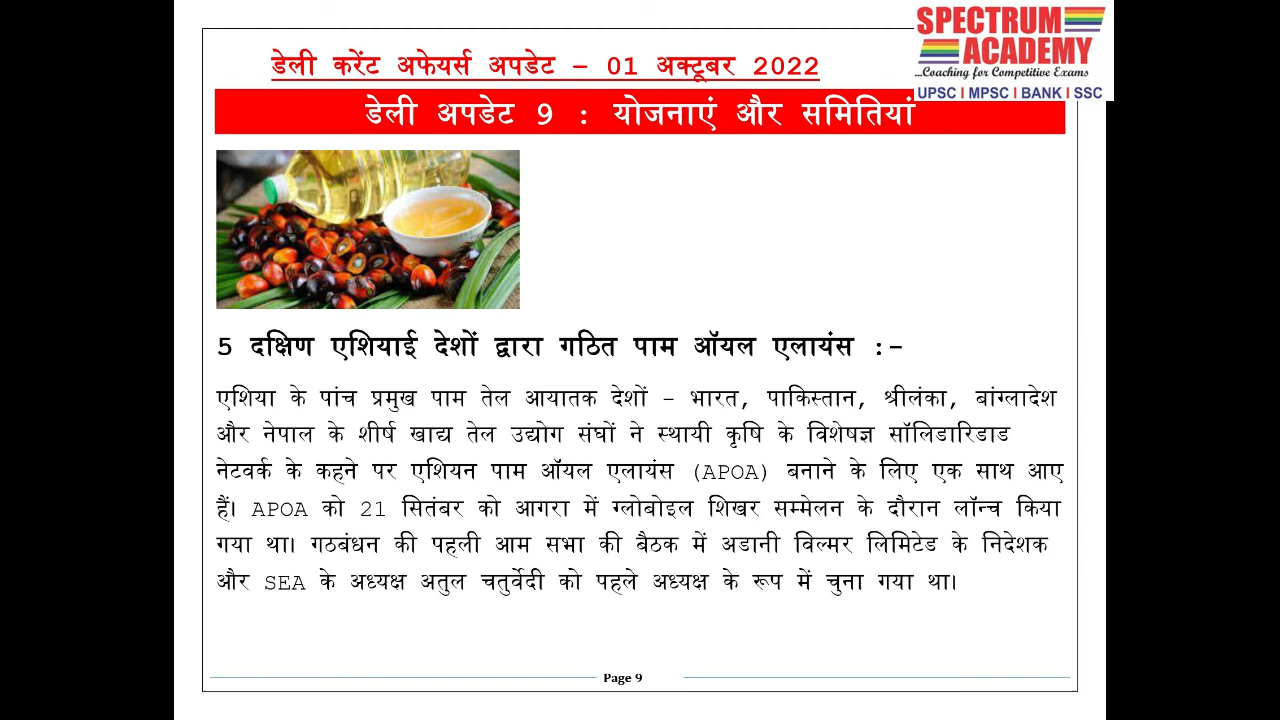 SPECTRUM
ACADEMY
...Coaching for Competitive Exams
UPSC | MPSC | BANK | SSC
डेली करेंट अफेयर्स अपडेट – 01 अक्टूबर 2022
डेली अपडेट 9 : योजनाएं और समितियां
5 दक्षिण एशियाई देशों द्वारा गठित पाम ऑयल एलायंस :-
एशिया के पांच प्रमुख पाम तेल आयातक देशों - भारत, पाकिस्तान, श्रीलंका, बांग्लादेश
और नेपाल के शीर्ष खाद्य तेल उद्योग संघों ने स्थायी कृषि के विशेषज्ञ सॉलिडारिडाड
नेटवर्क के कहने पर एशियन पाम ऑयल एलायंस (APOA) बनाने के लिए एक साथ आए
हैं। APOA को 21 सितंबर को आगरा में ग्लोबोइल शिखर सम्मेलन के दौरान लॉन्च किया
गया था। गठबंधन की पहली आम सभा की बैठक में अडानी विल्मर लिमिटेड के निदेशक
और SEA के अध्यक्ष अतुल चतुर्वेदी को पहले अध्यक्ष के रूप में चुना गया था।
Page 9